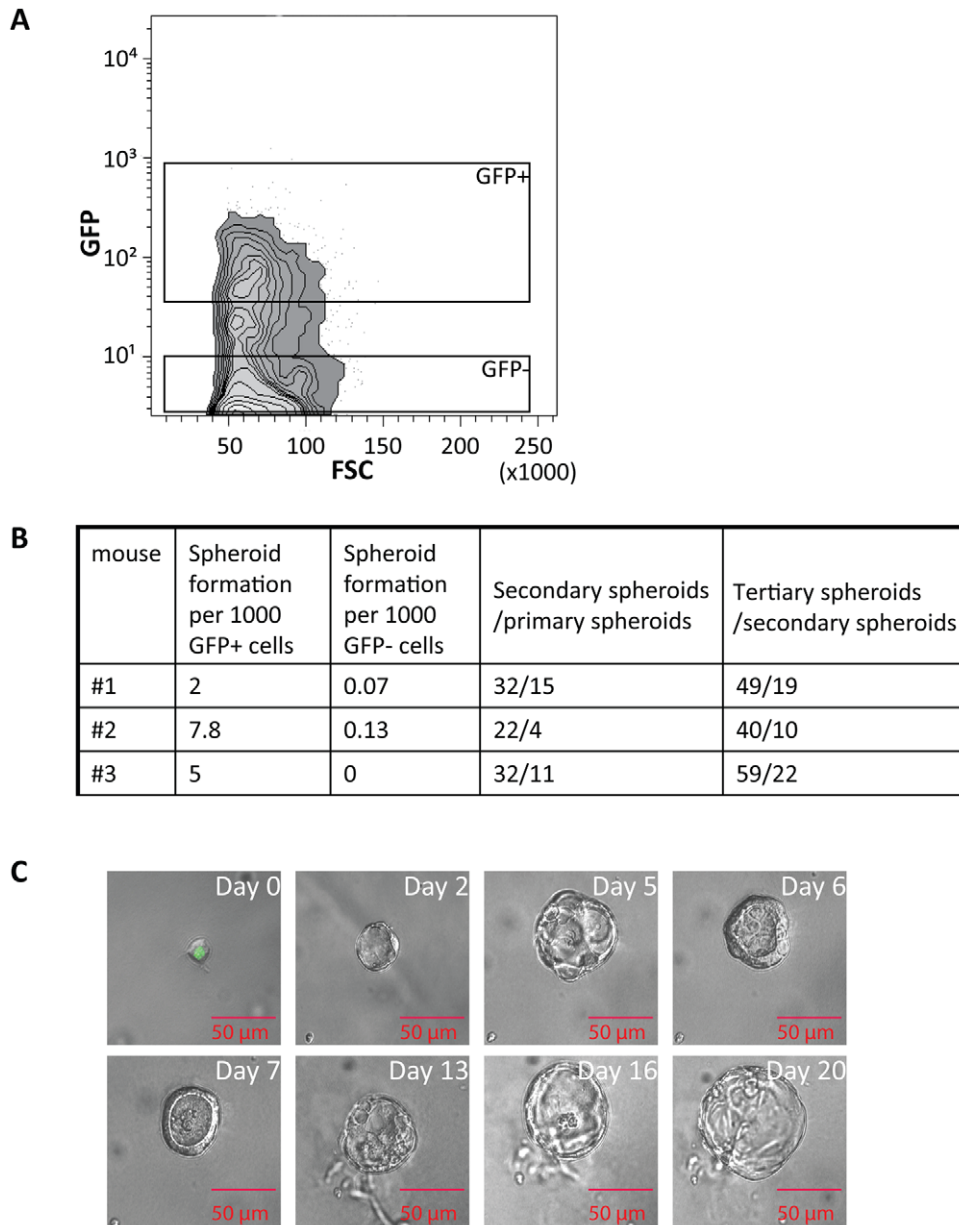 A
10⁴
10³
10²
10¹
GFP
GFP+
GFP-
50 100 150 200 250
FSC (x1000)
B
mouse
Spheroid
formation
per 1000
GFP+ cells
Spheroid
formation
per 1000
GFP- cells
Secondary spheroids
/primary spheroids
Tertiary spheroids
/secondary spheroids
#1 2 0.07 32/15 49/19
#2 7.8 0.13 22/4 40/10
#3 5 0 32/11 59/22
C
Day 0 Day 2 Day 5 Day 6
50 μm 50 μm 50 μm 50 μm
Day 7 Day 13 Day 16 Day 20
50 μm 50 μm 50 μm 50 μm